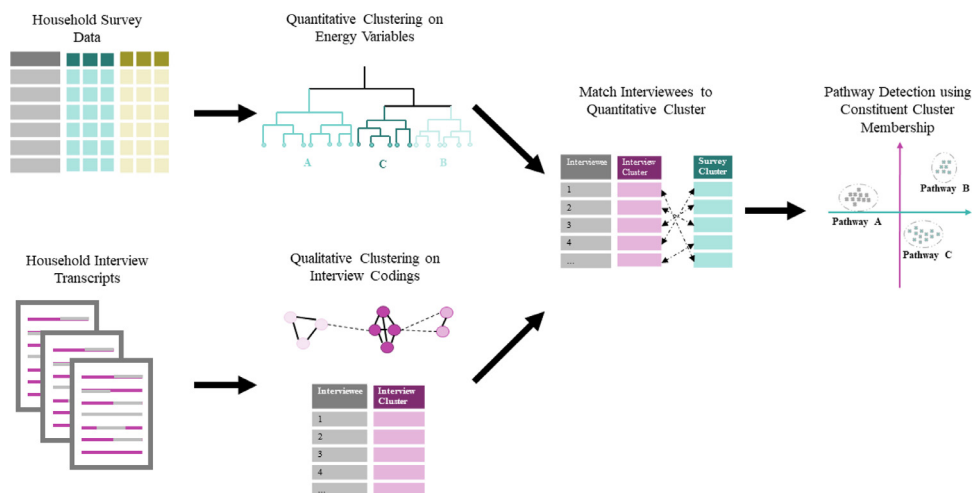 Household Survey
Data
Quantitative Clustering on
Energy Variables
A
C
B
Match Interviewees to
Quantitative Cluster
Interviewee
Interview
Cluster
Survey
Cluster
1
2
3
4
...
Pathway Detection using
Constituent Cluster
Membership
Pathway B
Pathway A
Pathway C
Household Interview
Transcripts
Qualitative Clustering on
Interview Codings
Interviewee
Interview
Cluster
1
2
3
4
...